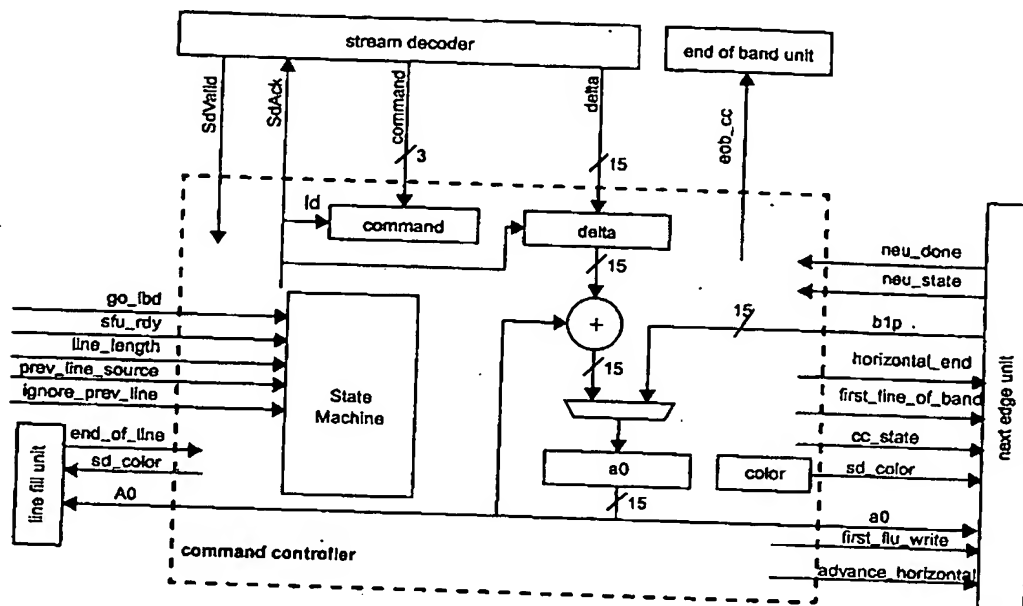 stream decoder
end of band unit
SdValid
SdAck
command
delta
eob_cc
3
15
ld
command
delta
15
neu_done
neu_state
go_lbd
sfu_rdy
line_length
prev_line_source
ignore_prev_line
State
Machine
+
15
b1p
15
horizontal_end
first_line_of_band
cc_state
sd_color
next edge unit
end_of_line
sd_color
A0
line fill unit
a0
color
15
a0
first_flu_write
advance_horizontal
command controller